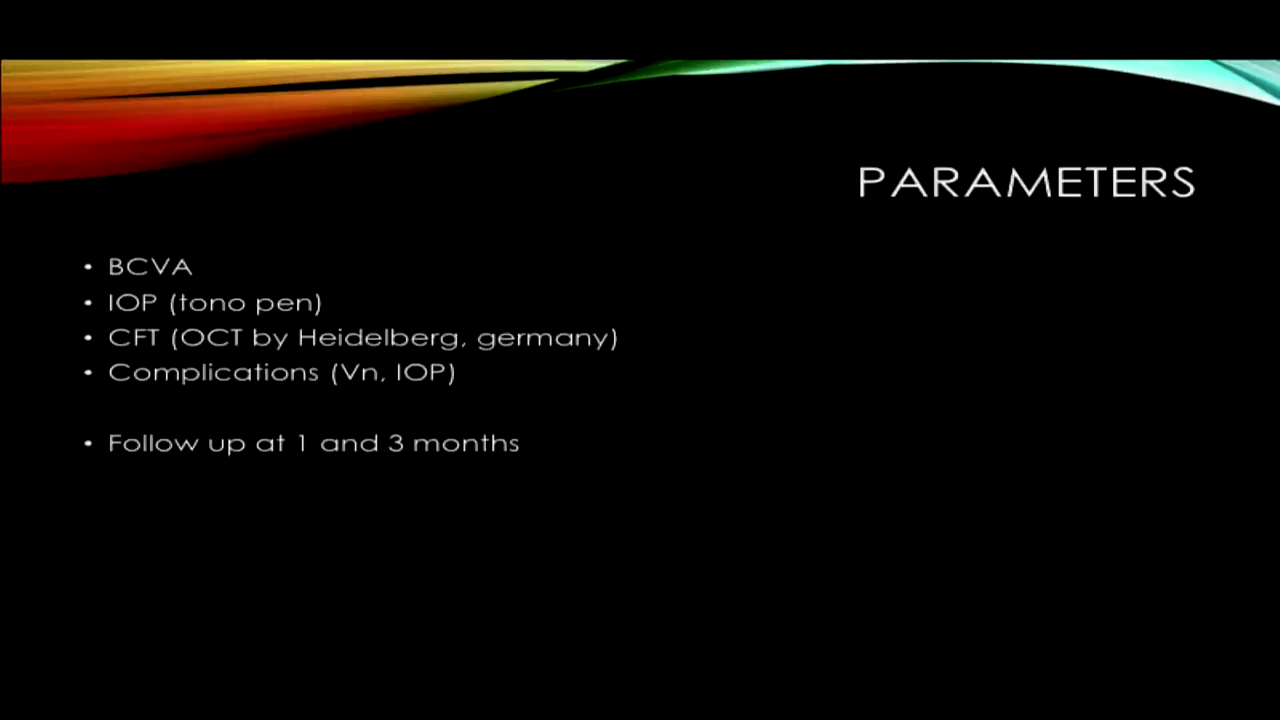 PARAMETERS
• BCVA
• IOP (tono pen)
• CFT (OCT by Heidelberg, germany)
• Complications (Vn, IOP)
• Follow up at 1 and 3 months